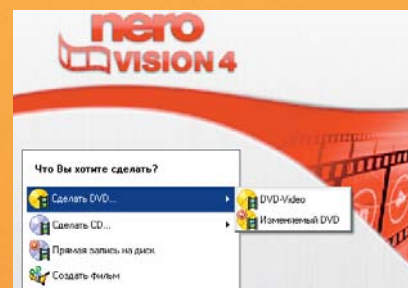 nero
VISION 4
Что Вы хотите сделать?
Сделать DVD...
DVD-Video
Изменяемый DVD
Сделать CD...
Прямая запись на диск
Создать фильм